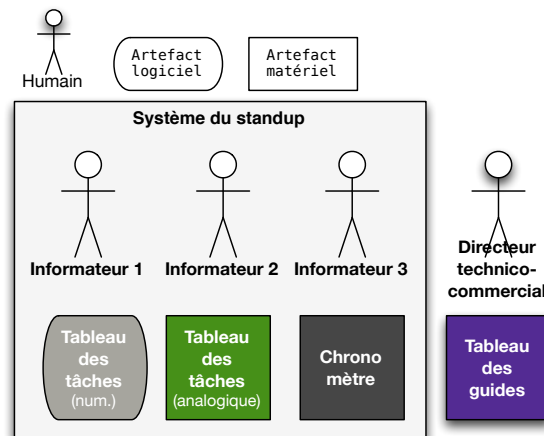 Humain
Artefact
logiciel
Artefact
matériel
Système du standup
Informateur 1
Informateur 2
Informateur 3
Directeur
technico-
commercial
Tableau
des
tâches
(num.)
Tableau
des
tâches
(analogique)
Chrono
mètre
Tableau
des
guides